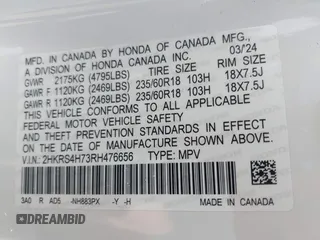 MFD. IN CANADA BY HONDA OF CANADA MFG.,
A DIVISION OF HONDA CANADA INC. 03/24
GVWR 2175KG (4795LBS) TIRE SIZE RIM SIZE
GAWR F 1120KG (2469LBS) 235/60R18 103H 18X7.5J
GAWR R 1120KG (2469LBS) 235/60R18 103H 18X7.5J
THIS VEHICLE CONFORMS TO ALL APPLICABLE FEDERAL
MOTOR VEHICLE SAFETY
AND THEFT PREVENTION STANDARDS IN EFFECT ON THE DATE
OF MANUFACTURE SHOWN ABOVE.
V.I.N.: 2HKRS4H73RH476656 TYPE: MPV
3A0 R AD5 -NH883PX -Y -H
MADE IN CANADA
© IAAI/BIDMAD